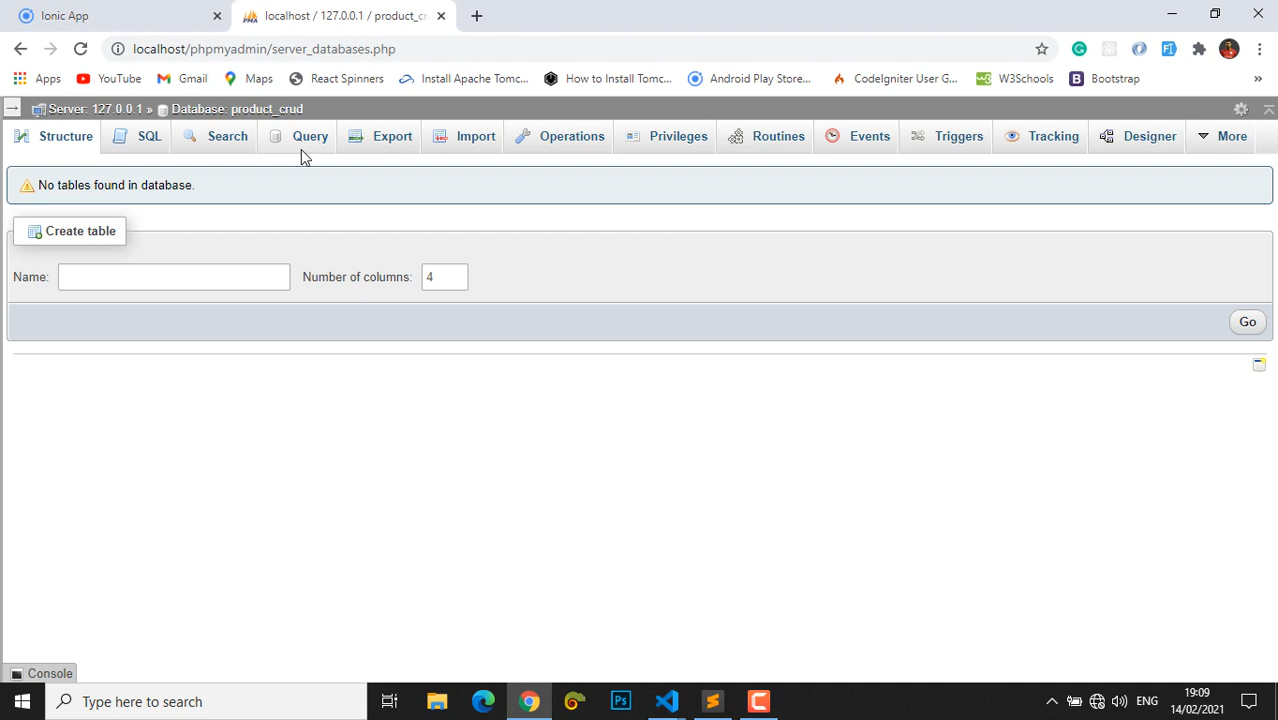 Ionic App
localhost / 127.0.0.1 / product_cr
localhost/phpmyadmin/server_databases.php
Apps YouTube Gmail Maps React Spinners Install Apache Tomc... How to Install Tomc... Android Play Store... CodeIgniter User G... W3Schools Bootstrap »
Server: 127.0.0.1 » Database: product_crud
Structure SQL Search Query Export Import Operations Privileges Routines Events Triggers Tracking Designer More
No tables found in database.
Create table
Name: Number of columns: 4
Go
Console
Type here to search
Ps
ENG
19:09
14/02/2021